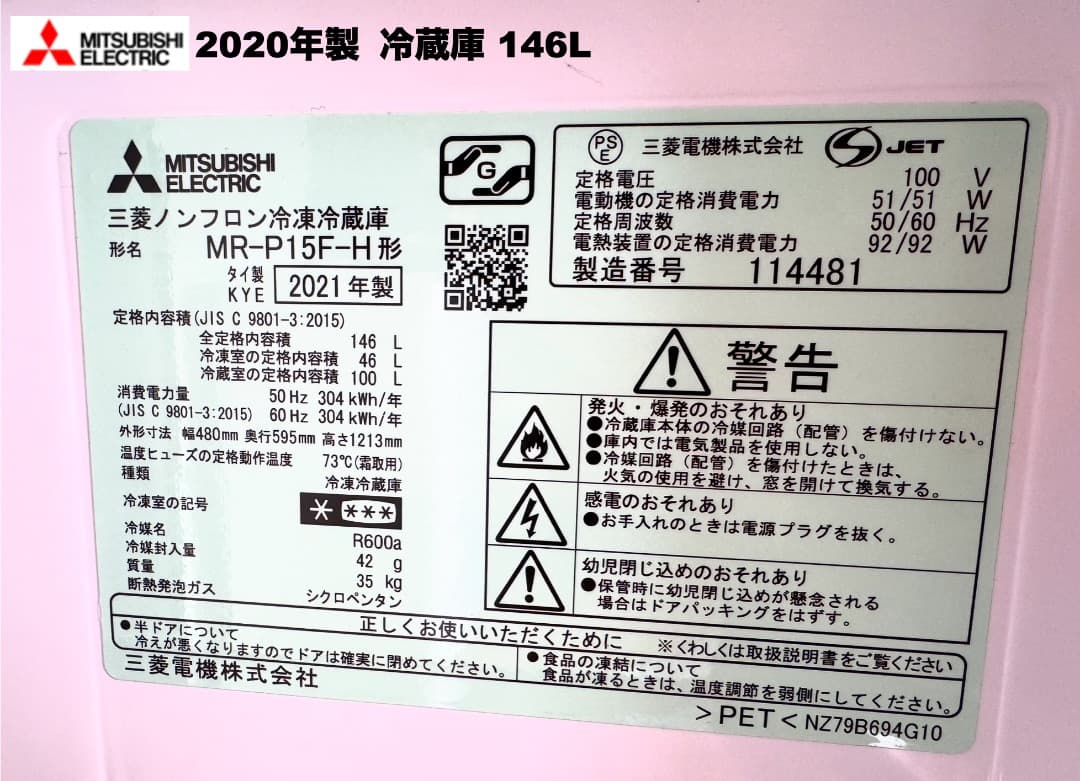 MITSUBISHI ELECTRIC 2020年製 冷蔵庫 146L
MITSUBISHI
ELECTRIC
三菱ノンフロン冷凍冷蔵庫
形名 MR-P15F-H形
タイ製
KYE 2021年製
定格内容積(JIS C 9801-3:2015)
全定格内容積 146 L
冷凍室の定格内容積 46 L
冷蔵室の定格内容積 100 L
消費電力量 50Hz 304kWh/年
(JIS C 9801-3:2015) 60Hz 304kWh/年
外形寸法 幅480mm 奥行595mm 高さ1213mm
温度ヒューズの定格動作温度 73℃(霜取用)
種類 冷凍冷蔵庫
冷凍室の記号 * ***
冷媒名 R600a
冷媒封入量 42 g
質量 35 kg
断熱発泡ガス シクロペンタン
G
PS
E 三菱電機株式会社 S JET
定格電圧 100 V
電動機の定格消費電力 51/51 W
定格周波数 50/60 Hz
電熱装置の定格消費電力 92/92 W
製造番号 114481
警告
発火・爆発のおそれあり
●冷蔵庫本体の冷媒回路(配管)を傷付けない。
●庫内では電気製品を使用しない。
●冷媒回路(配管)を傷付けたときは、
火気の使用を避け、窓を開けて換気する。
感電のおそれあり
●お手入れのときは電源プラグを抜く。
幼児閉じ込めのおそれあり
●保管時に幼児閉じ込めが懸念される
場合はドアパッキングをはずす。
正しくお使いいただくために ※くわしくは取扱説明書をご覧ください
●半ドアについて
冷えが悪くなりますのでドアは確実に閉めてください。
●食品の凍結について
食品が凍るときは、温度調節を弱側にしてください。
三菱電機株式会社
>PET< NZ79B694G10